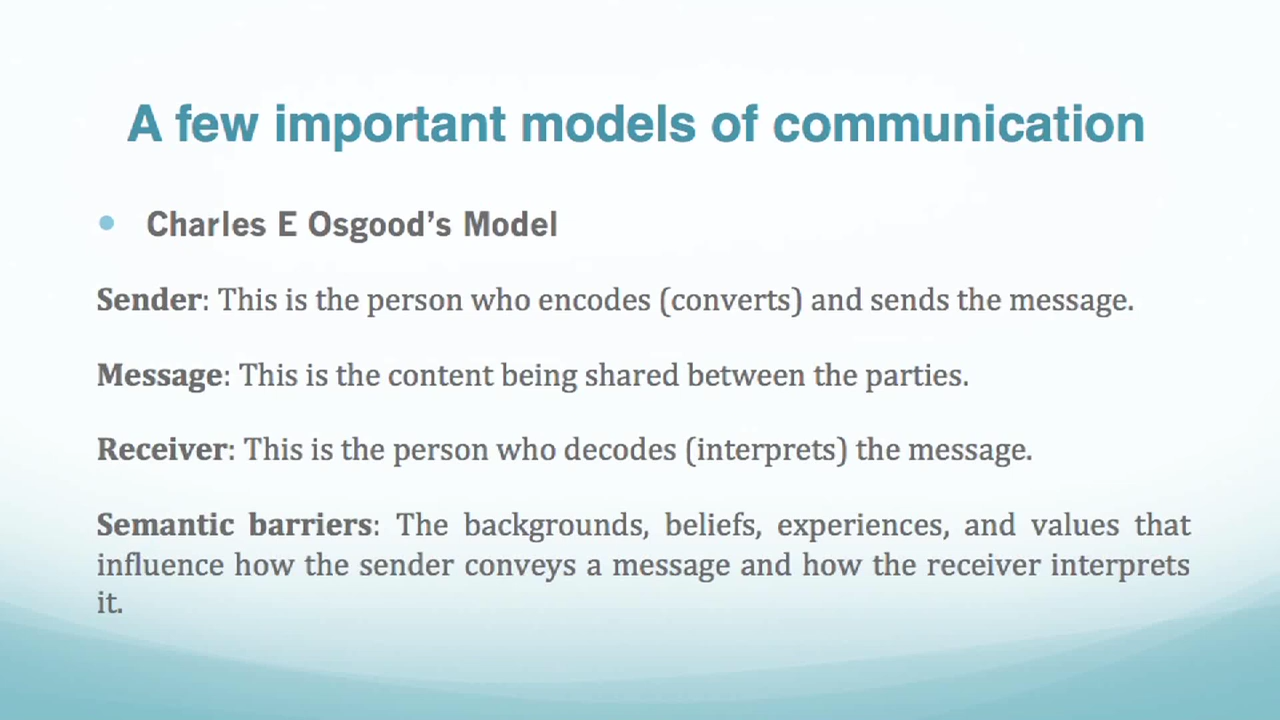 A few important models of communication
• Charles E Osgood’s Model
Sender: This is the person who encodes (converts) and sends the message.
Message: This is the content being shared between the parties.
Receiver: This is the person who decodes (interprets) the message.
Semantic barriers: The backgrounds, beliefs, experiences, and values that
influence how the sender conveys a message and how the receiver interprets
it.